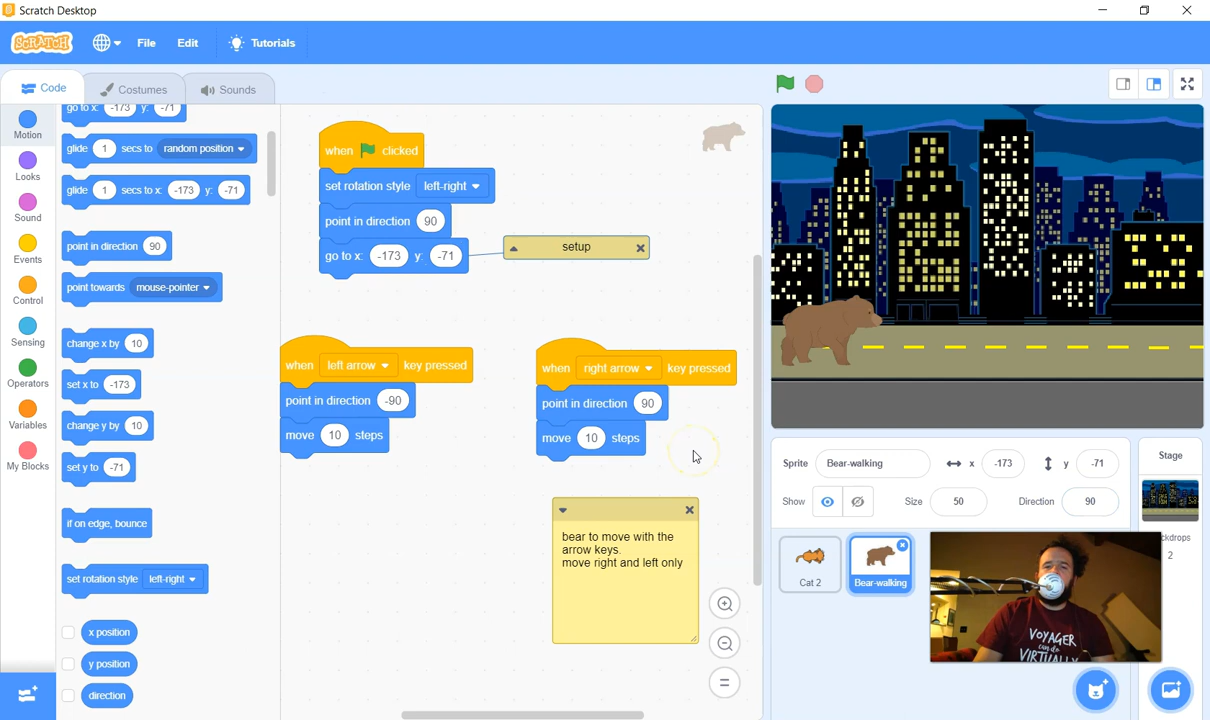 Scratch Desktop
SCRATCH File Edit Tutorials
Code Costumes Sounds
Motion
Looks
Sound
Events
Control
Sensing
Operators
Variables
My Blocks
go to x: -173 y: -71
glide 1 secs to random position
glide 1 secs to x: -173 y: -71
point in direction 90
point towards mouse-pointer
change x by 10
set x to -173
change y by 10
set y to -71
if on edge, bounce
set rotation style left-right
x position
y position
direction
when clicked
set rotation style left-right
point in direction 90
go to x: -173 y: -71
setup
when left arrow key pressed
point in direction -90
move 10 steps
when right arrow key pressed
point in direction 90
move 10 steps
bear to move with the
arrow keys.
move right and left only
Sprite Bear-walking x -173 y -71
Show Size 50 Direction 90
Cat 2
Bear-walking
Stage
ckdrops
2
VOYAGER
can do
VIRTUALLY